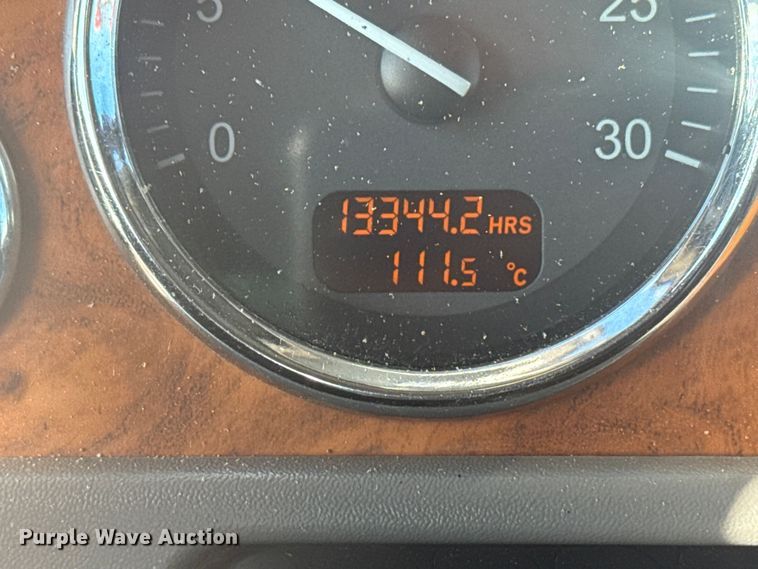 5 25
0 30
13344.2 HRS
111.5 °C
Purple Wave Auction